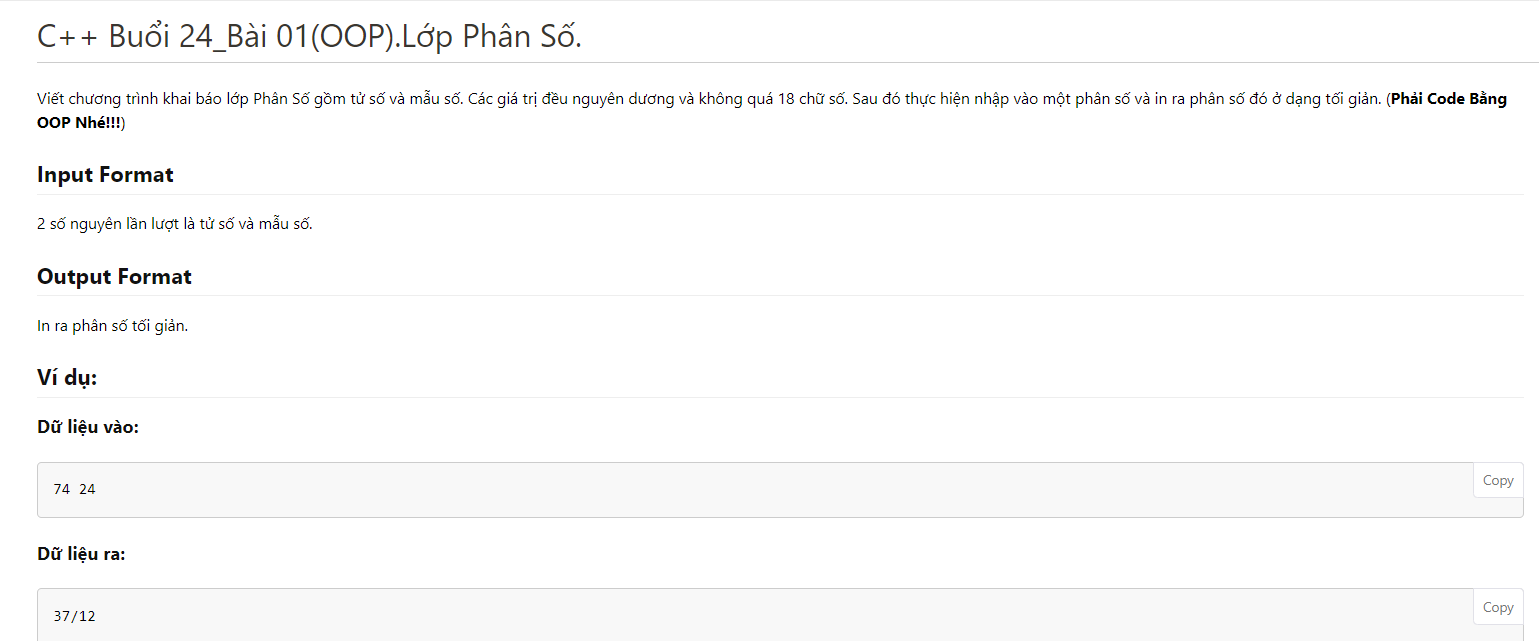 C++ Buổi 24_Bài 01(OOP).Lớp Phân Số.
Viết chương trình khai báo lớp Phân Số gồm tử số và mẫu số. Các giá trị đều nguyên dương và không quá 18 chữ số. Sau đó thực hiện nhập vào một phân số và in ra phân số đó ở dạng tối giản. (Phải Code Bằng
OOP Nhé!!!)
Input Format
2 số nguyên lần lượt là tử số và mẫu số.
Output Format
In ra phân số tối giản.
Ví dụ:
Dữ liệu vào:
Copy
74 24
Dữ liệu ra:
Copy
37/12